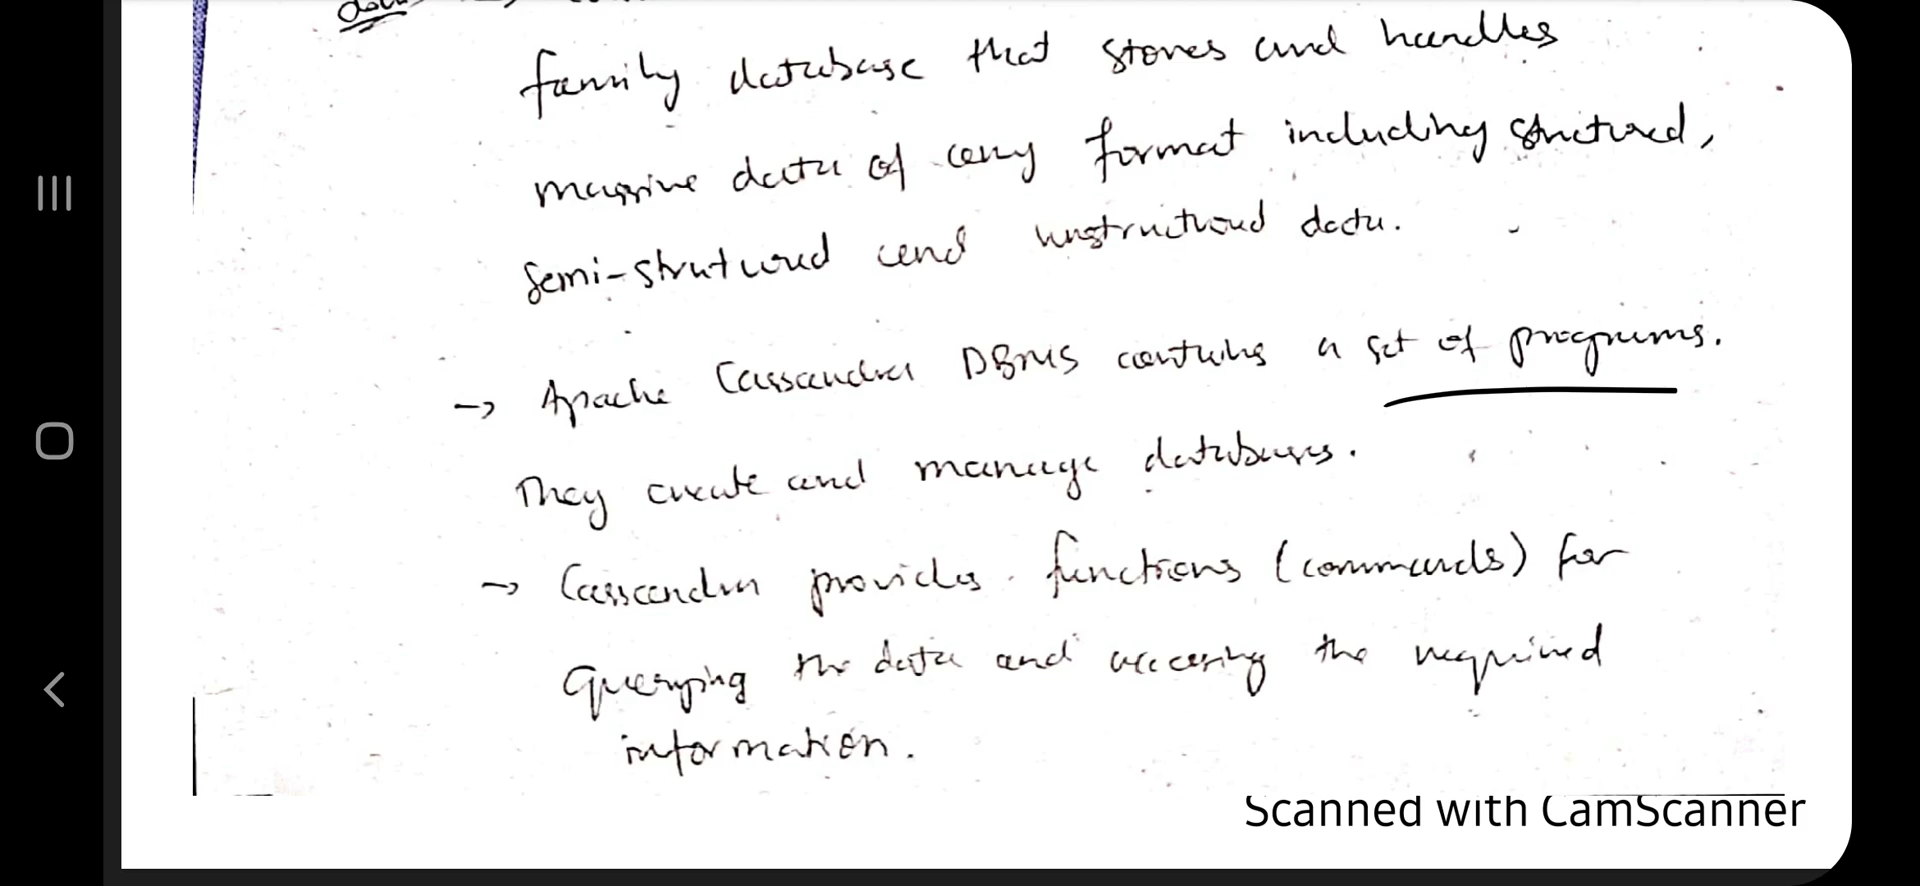 family database that stores and handles
massive data of any format including structured,
semi-strutured and unstructured data.
→ Apache Cassandra DBMS contains a set of programs.
They create and manage databases.
→ Cassandra provides functions (commands) for
Querying the data and accesing the required
information.
Scanned with CamScanner